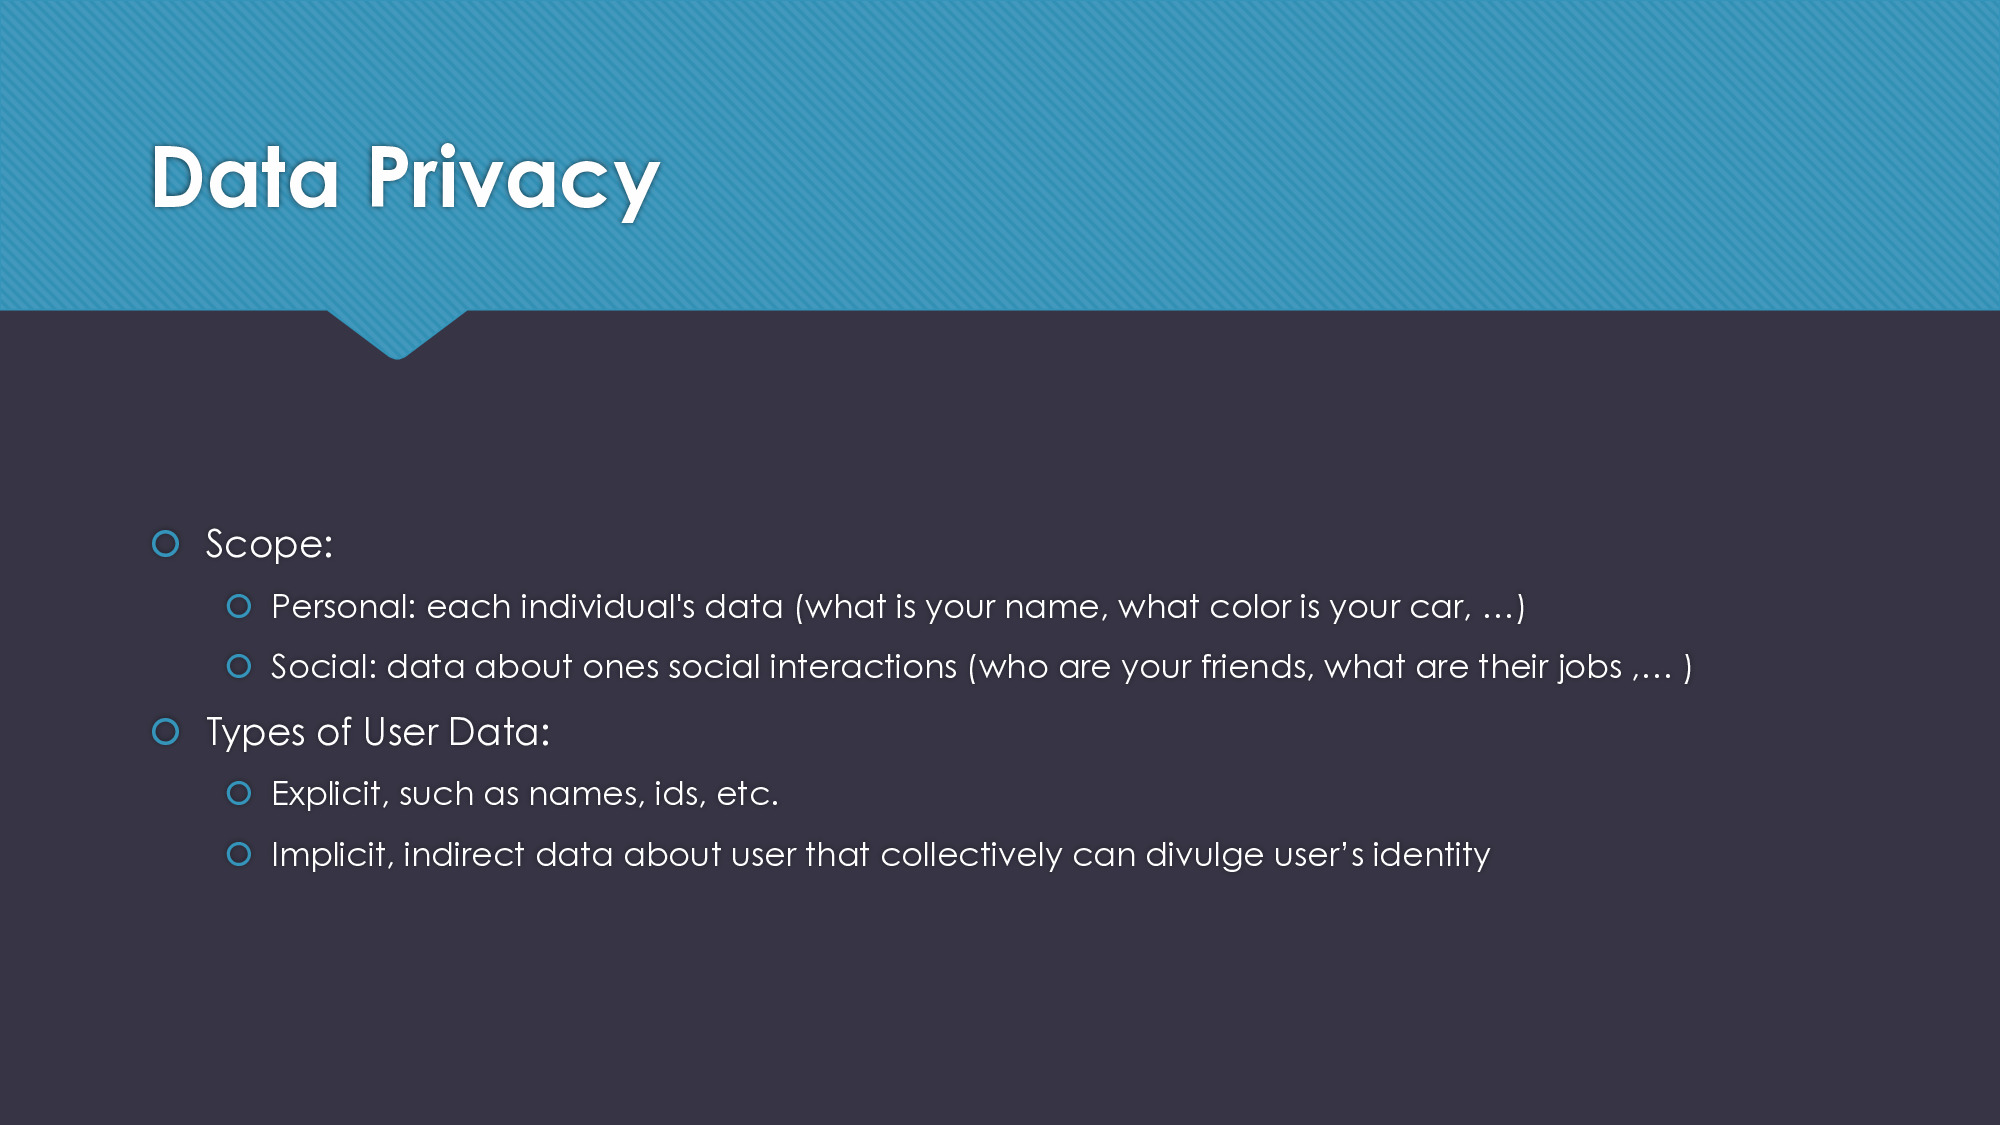 Data Privacy
Scope:
Personal: each individual's data (what is your name, what color is your car, …)
Social: data about ones social interactions (who are your friends, what are their jobs ,… )
Types of User Data:
Explicit, such as names, ids, etc.
Implicit, indirect data about user that collectively can divulge user’s identity